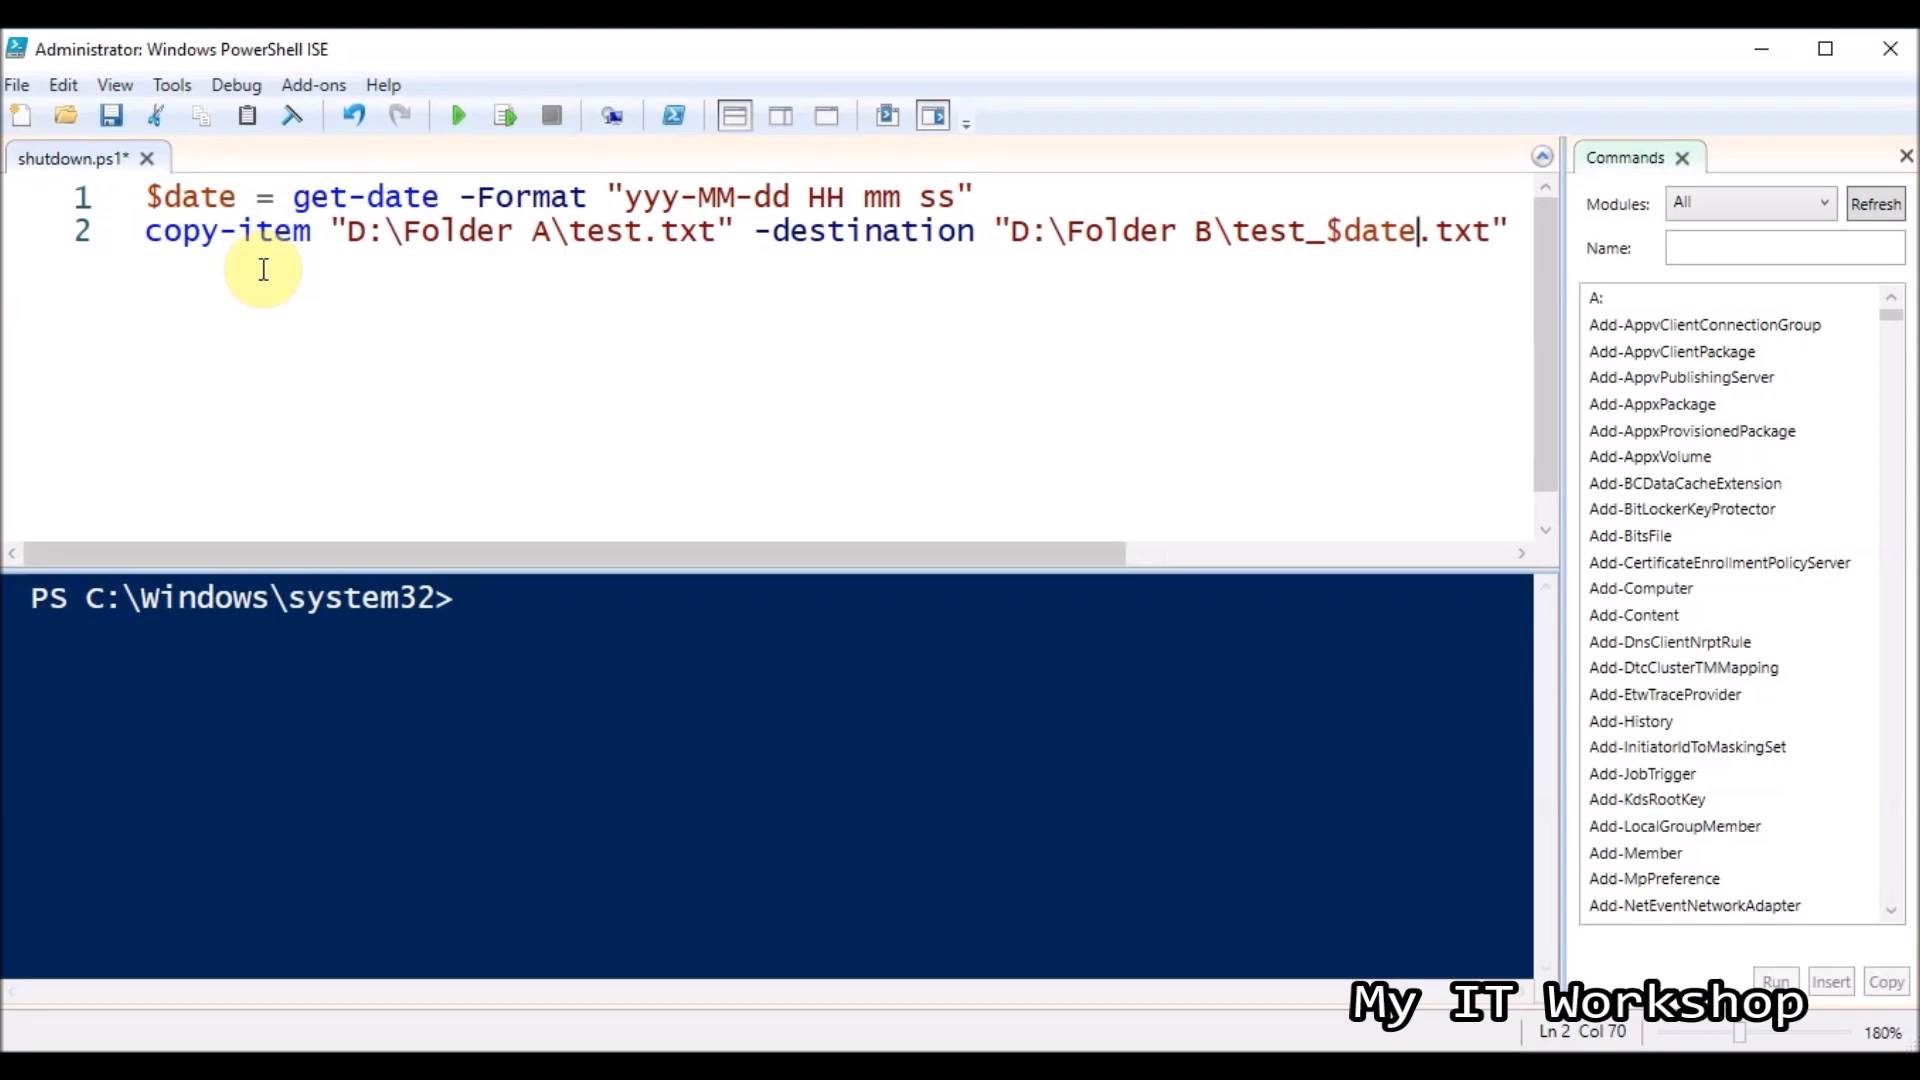 Administrator: Windows PowerShell ISE
File Edit View Tools Debug Add-ons Help
shutdown.ps1*
1 $date = get-date -Format "yyy-MM-dd HH mm ss"
2 copy-item "D:\Folder A\test.txt" -destination "D:\Folder B\test_$date.txt"
PS C:\Windows\system32>
Commands
Modules: All Refresh
Name:
A:
Add-AppvClientConnectionGroup
Add-AppvClientPackage
Add-AppvPublishingServer
Add-AppxPackage
Add-AppxProvisionedPackage
Add-AppxVolume
Add-BCDataCacheExtension
Add-BitLockerKeyProtector
Add-BitsFile
Add-CertificateEnrollmentPolicyServer
Add-Computer
Add-Content
Add-DnsClientNrptRule
Add-DtcClusterTMMapping
Add-EtwTraceProvider
Add-History
Add-InitiatorIdToMaskingSet
Add-JobTrigger
Add-KdsRootKey
Add-LocalGroupMember
Add-Member
Add-MpPreference
Add-NetEventNetworkAdapter
Run Insert Copy
My IT Workshop
Ln 2 Col 70 180%